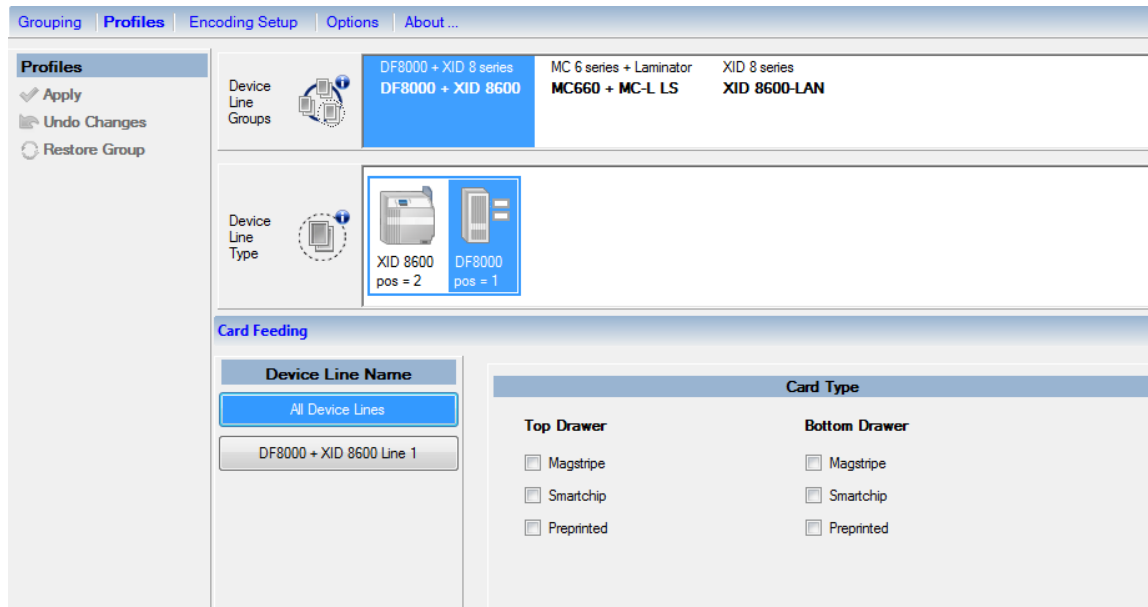 Grouping Profiles Encoding Setup Options About ...
Profiles
Apply
Undo Changes
Restore Group
Device
Line
Groups
DF8000 + XID 8 series
DF8000 + XID 8600
MC 6 series + Laminator
MC660 + MC-L LS
XID 8 series
XID 8600-LAN
Device
Line
Type
XID 8600
pos = 2
DF8000
pos = 1
Card Feeding
Device Line Name
All Device Lines
DF8000 + XID 8600 Line 1
Card Type
Top Drawer
Magstripe
Smartchip
Preprinted
Bottom Drawer
Magstripe
Smartchip
Preprinted